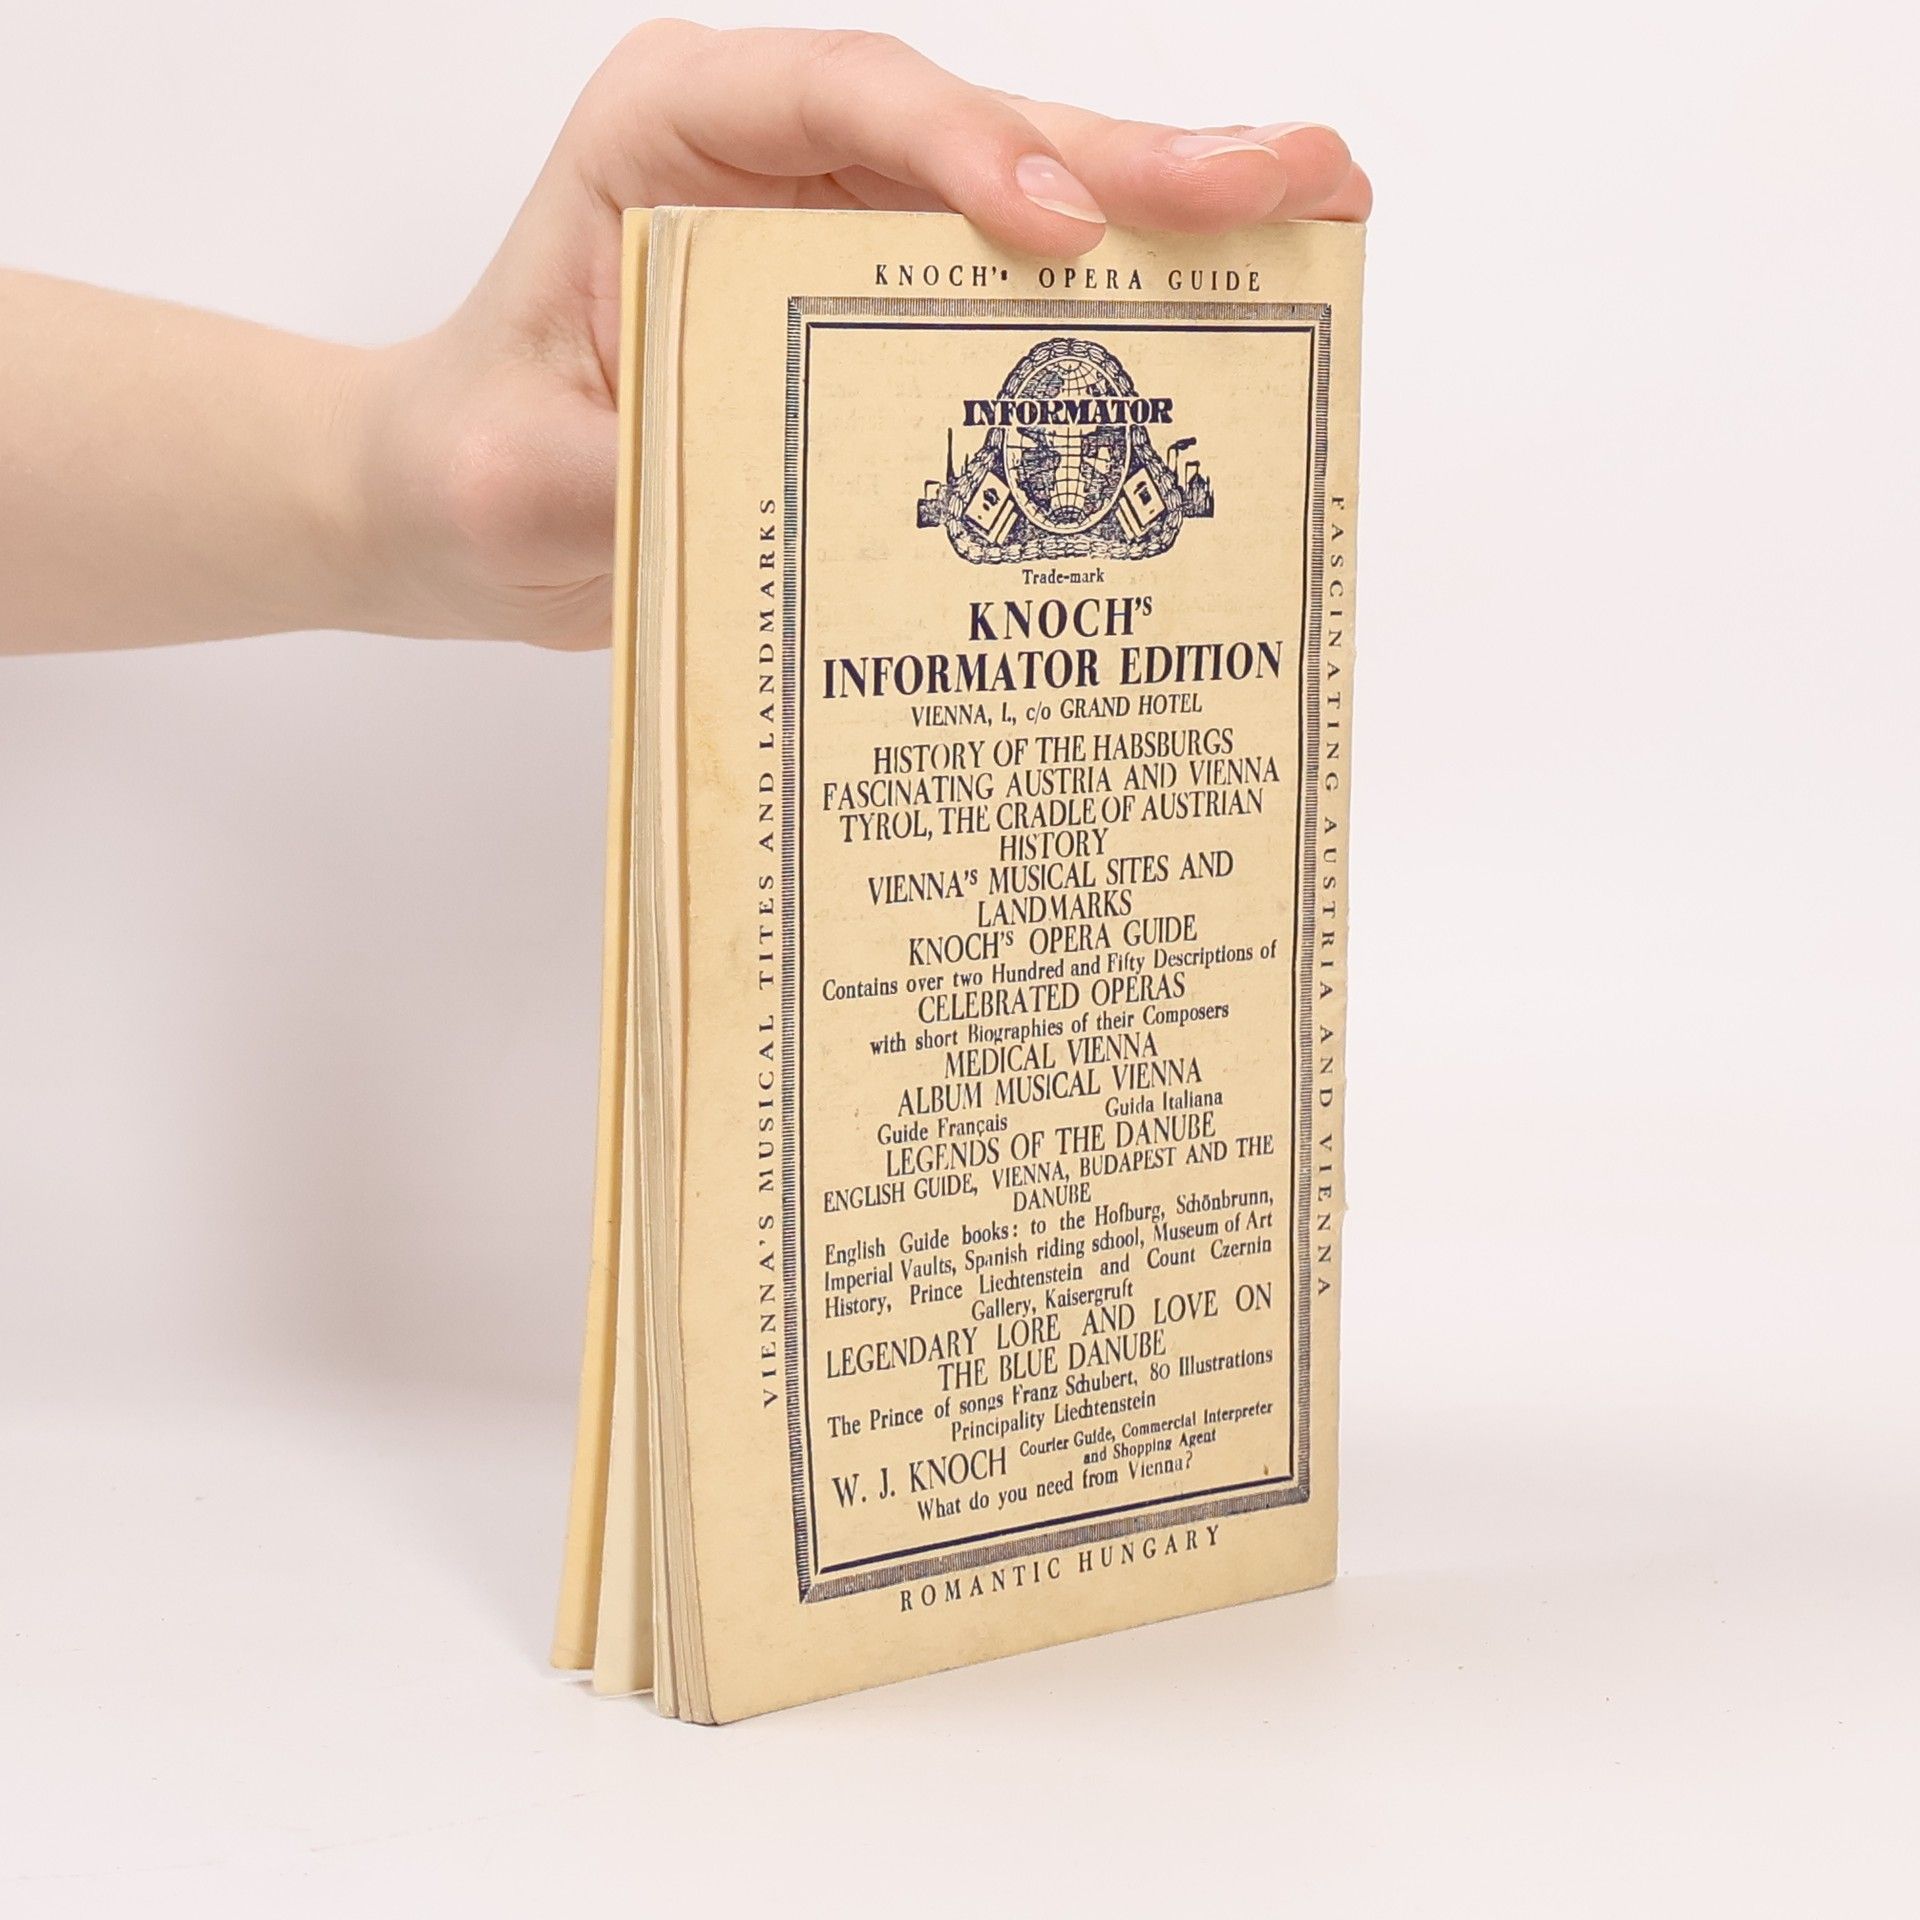 KNOCH's OPERA GUIDE
VIENNA'S MUSICAL TITES AND LANDMARKS
FASCINATING AUSTRIA AND VIENNA
INFORMATOR
Trade-mark
KNOCH's
INFORMATOR EDITION
VIENNA, I., c/o GRAND HOTEL
HISTORY OF THE HABSBURGS
FASCINATING AUSTRIA AND VIENNA
TYROL, THE CRADLE OF AUSTRIAN
HISTORY
VIENNA's MUSICAL SITES AND
LANDMARKS
KNOCH's OPERA GUIDE
Contains over two Hundred and Fifty Descriptions of
CELEBRATED OPERAS
with short Biographies of their Composers
MEDICAL VIENNA
ALBUM MUSICAL VIENNA
Guide Français Guida Italiana
LEGENDS OF THE DANUBE
ENGLISH GUIDE, VIENNA, BUDAPEST AND THE
DANUBE
English Guide books: to the Hofburg, Schönbrunn,
Imperial Vaults, Spanish riding school, Museum of Art
History, Prince Liechtenstein and Count Czernin
Gallery, Kaisergruft
LEGENDARY LORE AND LOVE ON
THE BLUE DANUBE
The Prince of songs Franz Schubert, 80 Illustrations
Principality Liechtenstein
W. J. KNOCH Courier Guide, Commercial Interpreter
and Shopping Agent
What do you need from Vienna?
ROMANTIC HUNGARY